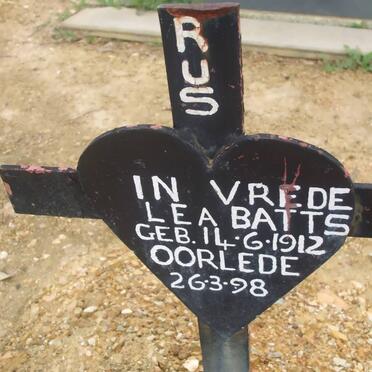 RUS
IN VREDE
LEA BATTS
GEB. 14·6·1912
OORLEDE
26·3·98